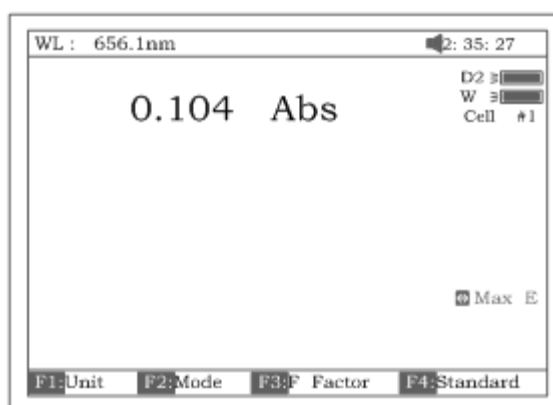 WL : 656.1nm 2: 35: 27
D2
W
0.104 Abs
Cell #1
Max E
F1:Unit F2:Mode F3:F Factor F4:Standard